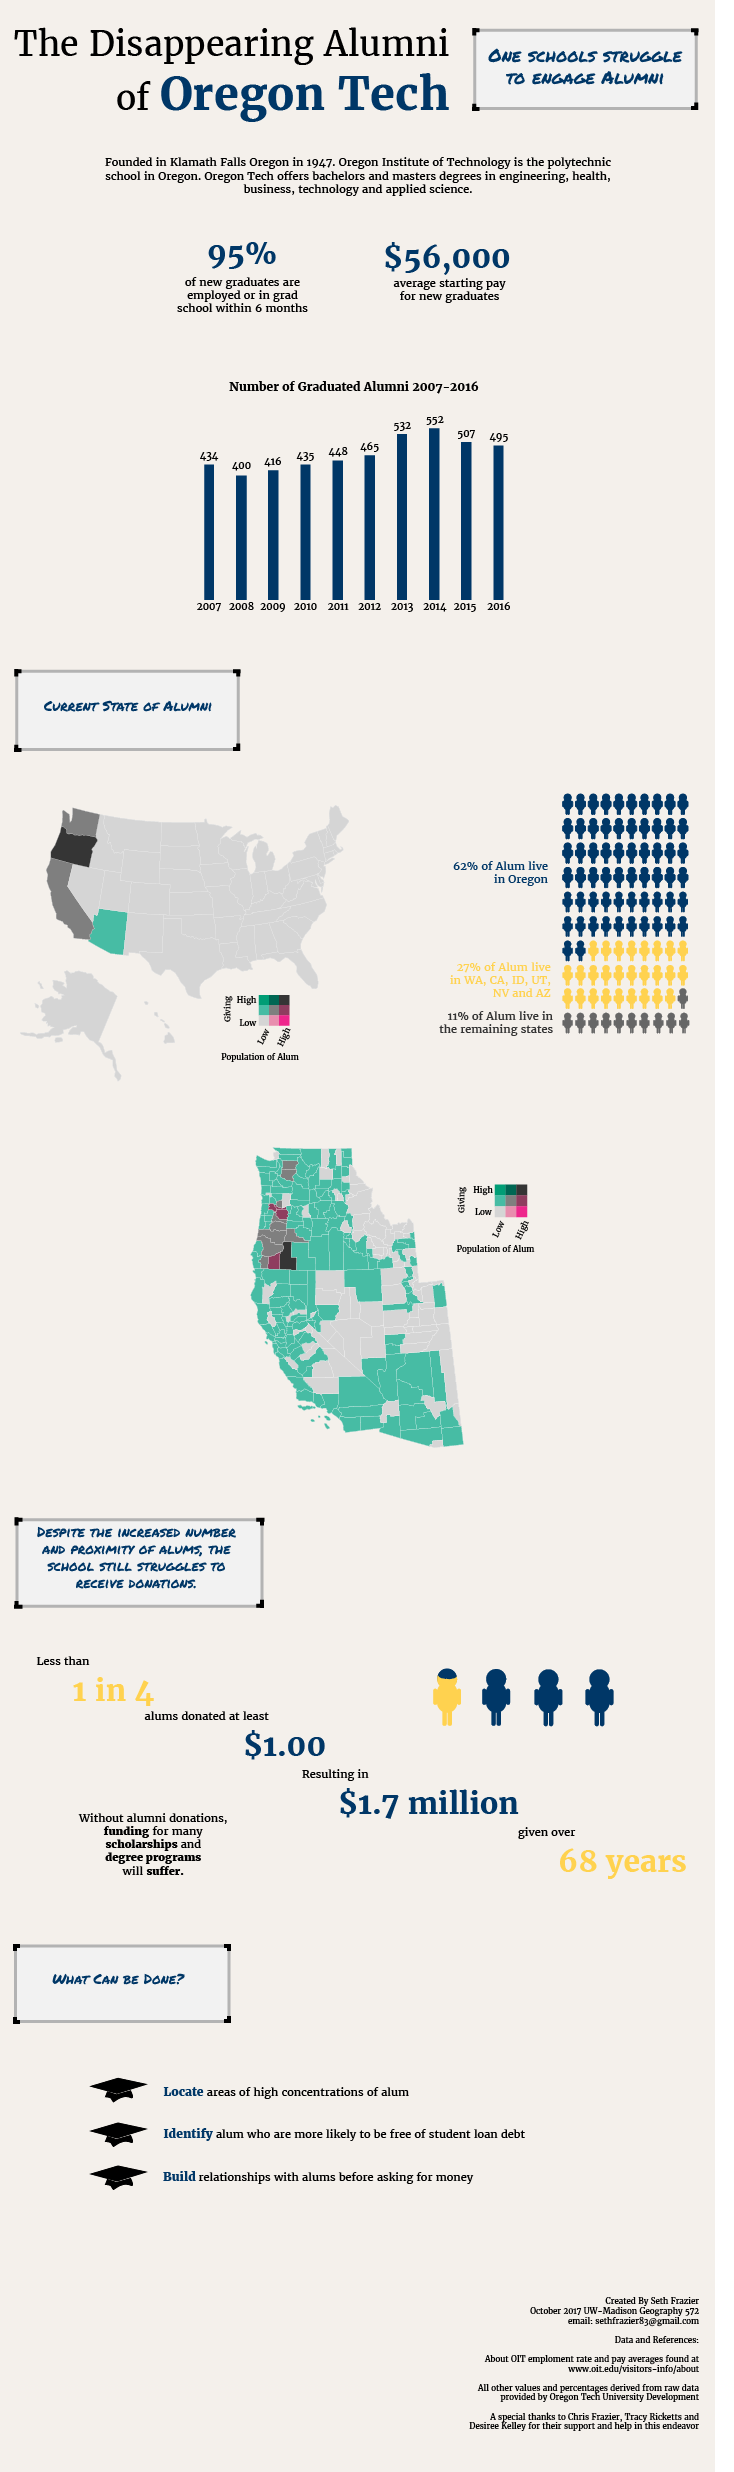 The Disappearing Alumni
of Oregon Tech
One schools struggle
to engage Alumni
Founded in Klamath Falls Oregon in 1947. Oregon Institute of Technology is the polytechnic
school in Oregon. Oregon Tech offers bachelors and masters degrees in engineering, health,
business, technology and applied science.
95%
of new graduates are
employed or in grad
school within 6 months
$56,000
average starting pay
for new graduates
Number of Graduated Alumni 2007-2016
434 400 416 435 448 465 532 552 507 495
2007 2008 2009 2010 2011 2012 2013 2014 2015 2016
Current State of Alumni
62% of Alum live
in Oregon
27% of Alum live
in WA, CA, ID, UT,
NV and AZ
11% of Alum live in
the remaining states
Giving
High
Low
Low
High
Population of Alum
Giving
High
Low
Low
High
Population of Alum
Despite the increased number
and proximity of alums, the
school still struggles to
receive donations.
Less than
1 in 4
alums donated at least
$1.00
Resulting in
$1.7 million
given over
68 years
Without alumni donations,
funding for many
scholarships and
degree programs
will suffer.
What Can be Done?
Locate areas of high concentrations of alum
Identify alum who are more likely to be free of student loan debt
Build relationships with alums before asking for money
Created By Seth Frazier
October 2017 UW-Madison Geography 572
email: sethfrazier83@gmail.com
Data and References:
About OIT emploment rate and pay averages found at
www.oit.edu/visitors-info/about
All other values and percentages derived from raw data
provided by Oregon Tech University Development
A special thanks to Chris Frazier, Tracy Ricketts and
Desiree Kelley for their support and help in this endeavor